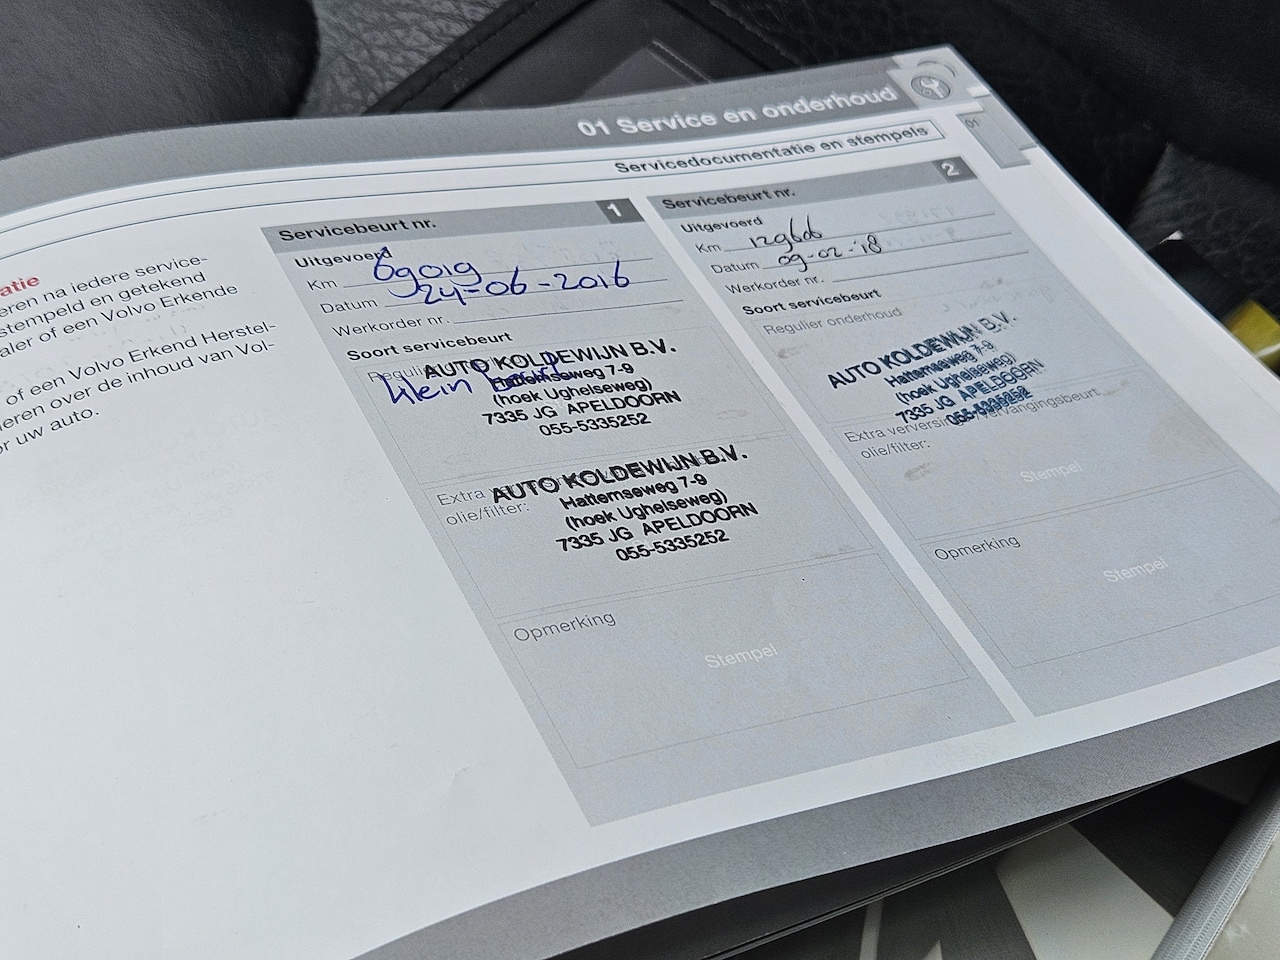 01 Service en onderhoud
01
Servicedocumentatie en stempels
atie
eren na iedere service-
stempeld en getekend
aler of een Volvo Erkende
of een Volvo Erkend Herstel-
eren over de inhoud van Vol-
or uw auto.
Servicebeurt nr. 1
Uitgevoerd
Km 69019
Datum 24-06-2016
Werkorder nr.
Soort servicebeurt
klein
AUTO KOLDEWIJN B.V.
Hattemseweg 7-9
(hoek Ughelseweg)
7335 JG APELDOORN
055-5335252
Extra
olie/filter:
AUTO KOLDEWIJN B.V.
Hattemseweg 7-9
(hoek Ughelseweg)
7335 JG APELDOORN
055-5335252
Opmerking
Stempel
Servicebeurt nr. 2
Uitgevoerd
Km 129606
Datum 09-02-'18
Werkorder nr.
Soort servicebeurt
Regulier onderhoud
AUTO KOLDEWIJN B.V.
Hattemseweg 7-9
(hoek Ughelseweg)
7335 JG APELDOORN
055-5335252
Extra verversingsbeurt
olie/filter:
Stempel
Opmerking
Stempel